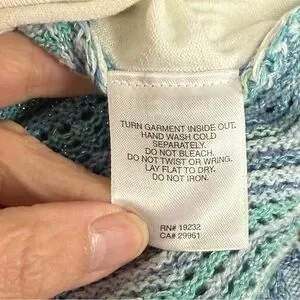 TURN GARMENT INSIDE OUT.
HAND WASH COLD
SEPARATELY.
DO NOT BLEACH.
DO NOT TWIST OR WRING.
LAY FLAT TO DRY.
DO NOT IRON.
RN# 19232
CA# 29961